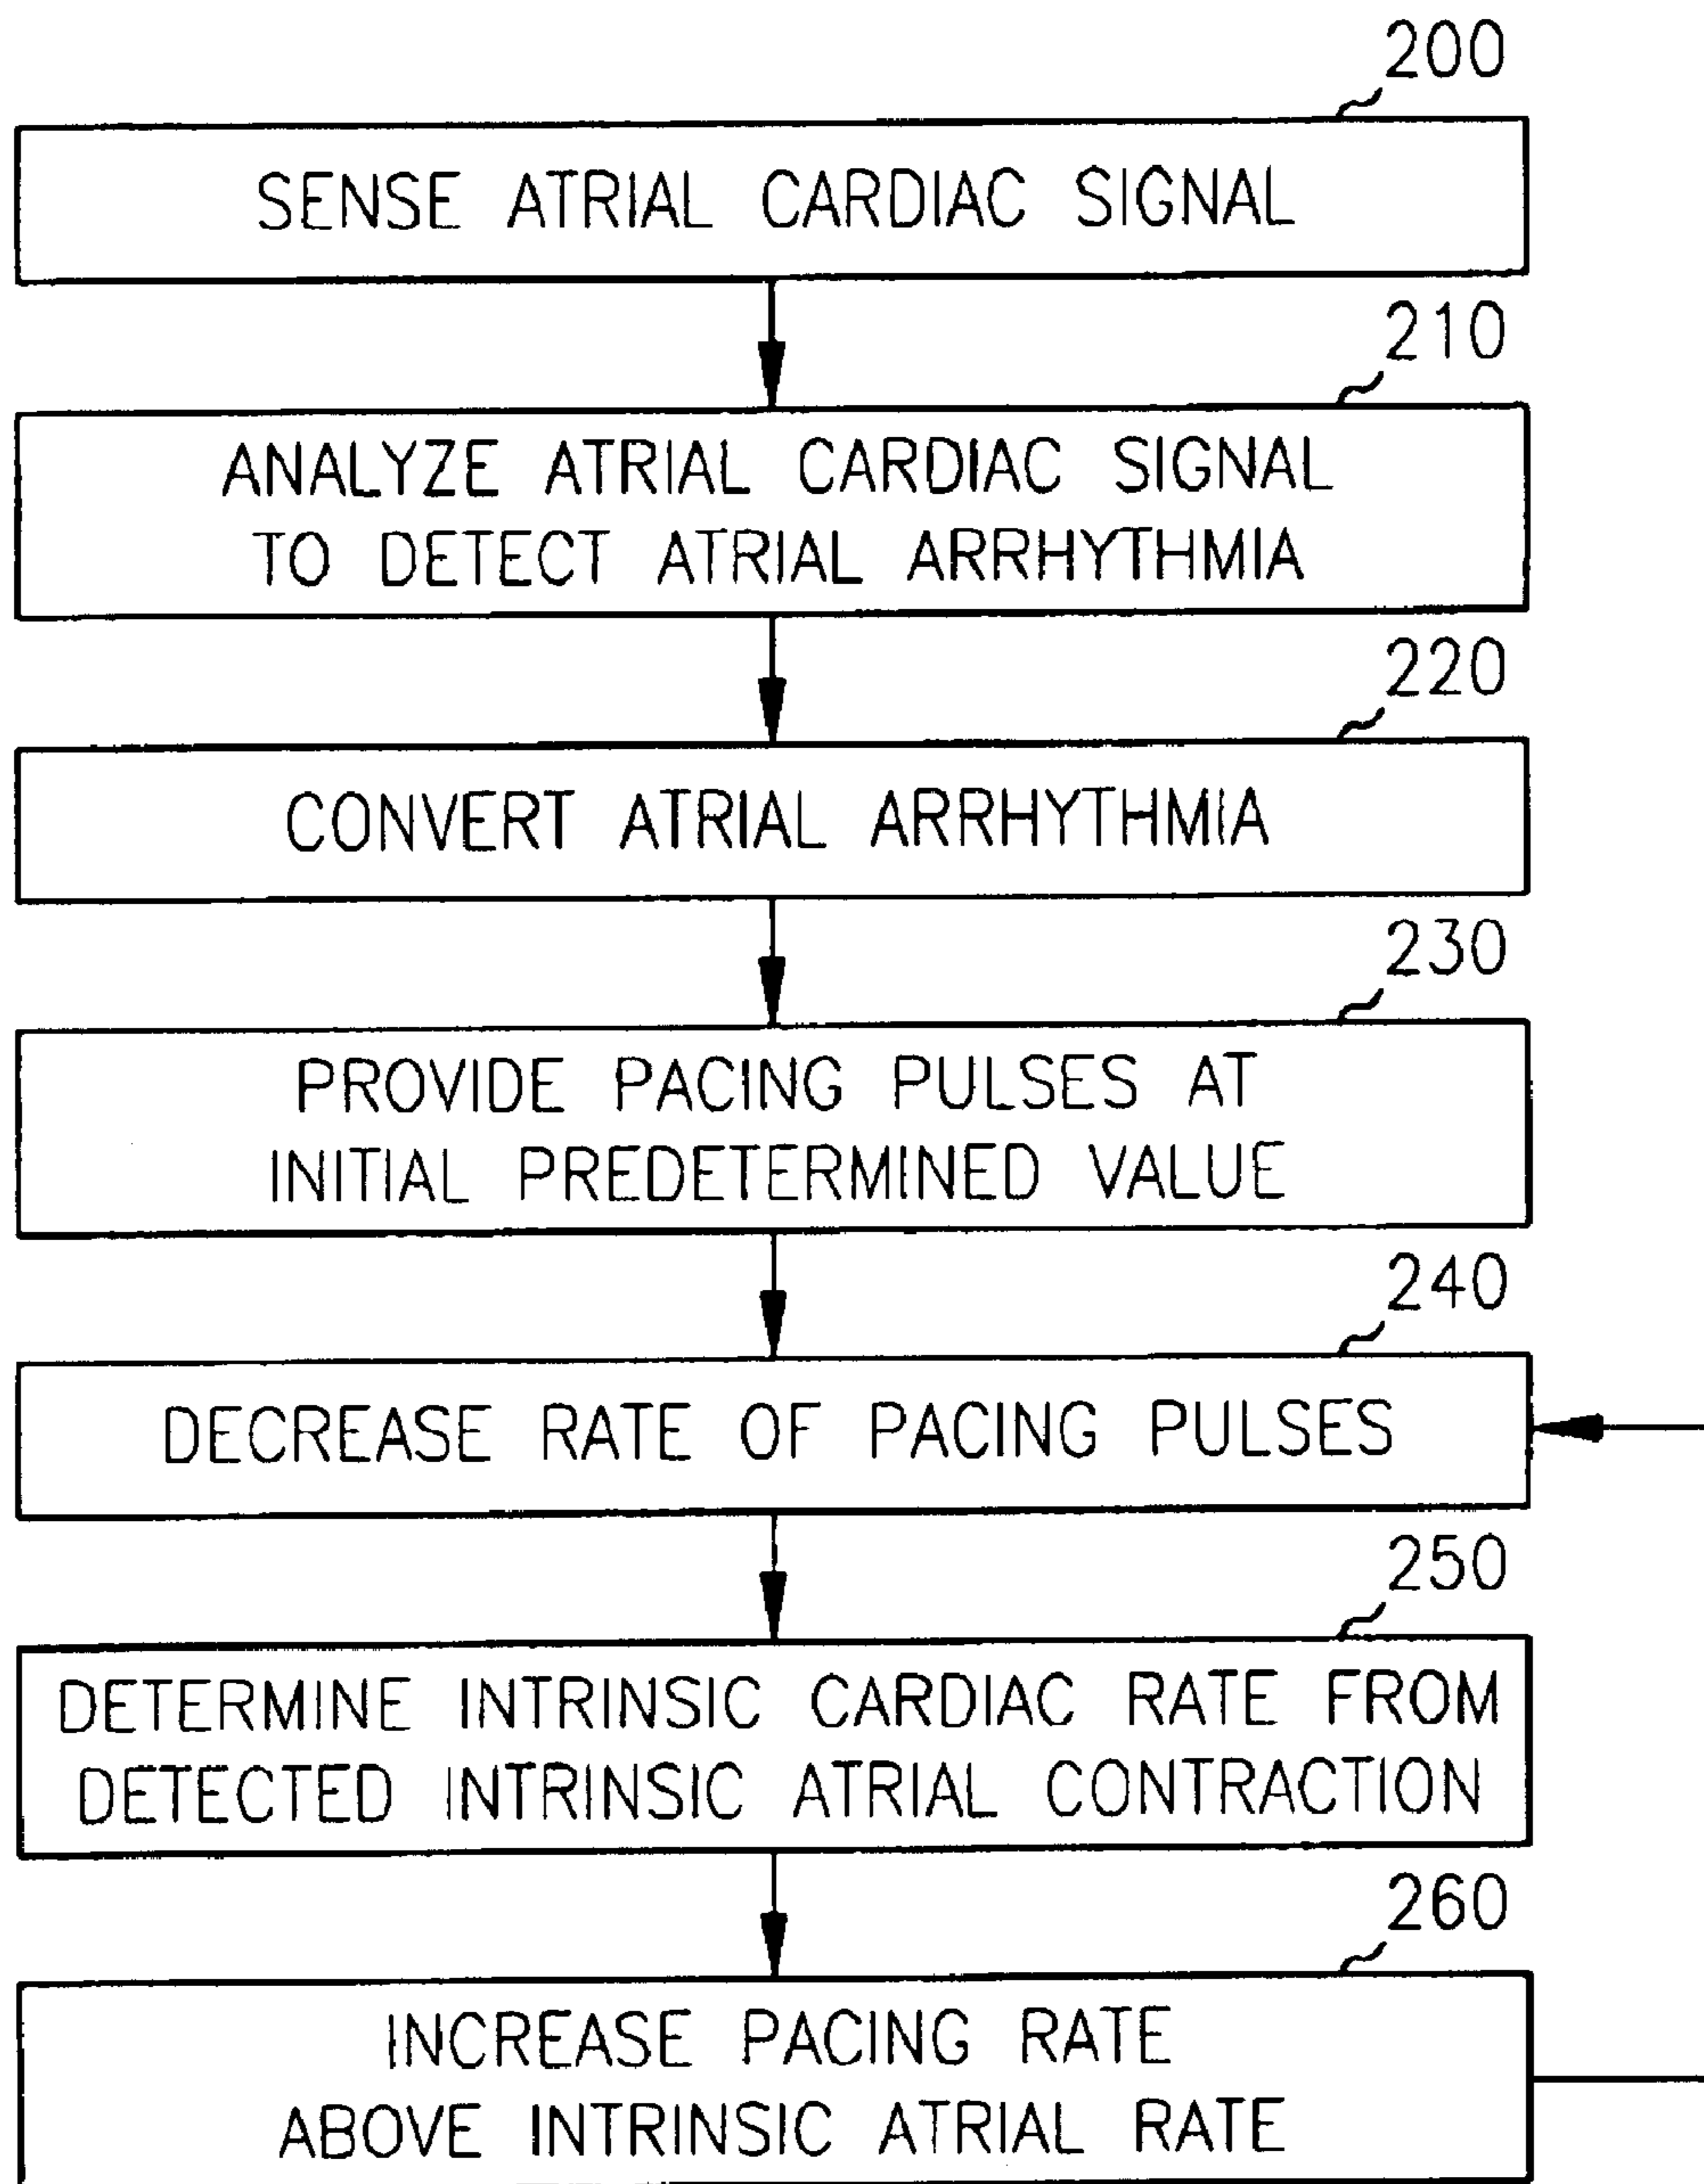 200
SENSE ATRIAL CARDIAC SIGNAL
210
ANALYZE ATRIAL CARDIAC SIGNAL
TO DETECT ATRIAL ARRHYTHMIA
220
CONVERT ATRIAL ARRHYTHMIA
230
PROVIDE PACING PULSES AT
INITIAL PREDETERMINED VALUE
240
DECREASE RATE OF PACING PULSES
250
DETERMINE INTRINSIC CARDIAC RATE FROM
DETECTED INTRINSIC ATRIAL CONTRACTION
260
INCREASE PACING RATE
ABOVE INTRINSIC ATRIAL RATE